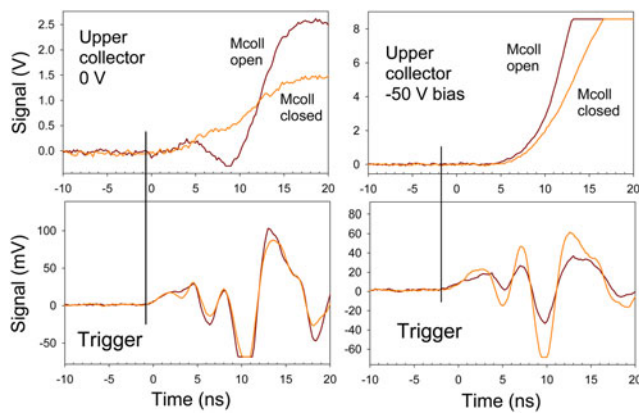 Signal (V)
2.5
2.0
1.5
1.0
0.5
0.0
Upper
collector
0 V
Mcoll
open
Mcoll
closed
-10 -5 0 5 10 15 20
Signal (V)
8
6
4
2
0
Upper
collector
-50 V bias
Mcoll
open
Mcoll
closed
-10 -5 0 5 10 15 20
Signal (mV)
100
50
0
-50
Trigger
-10 -5 0 5 10 15 20
Time (ns)
60
40
20
0
-20
-40
-60
Trigger
-10 -5 0 5 10 15 20
Time (ns)